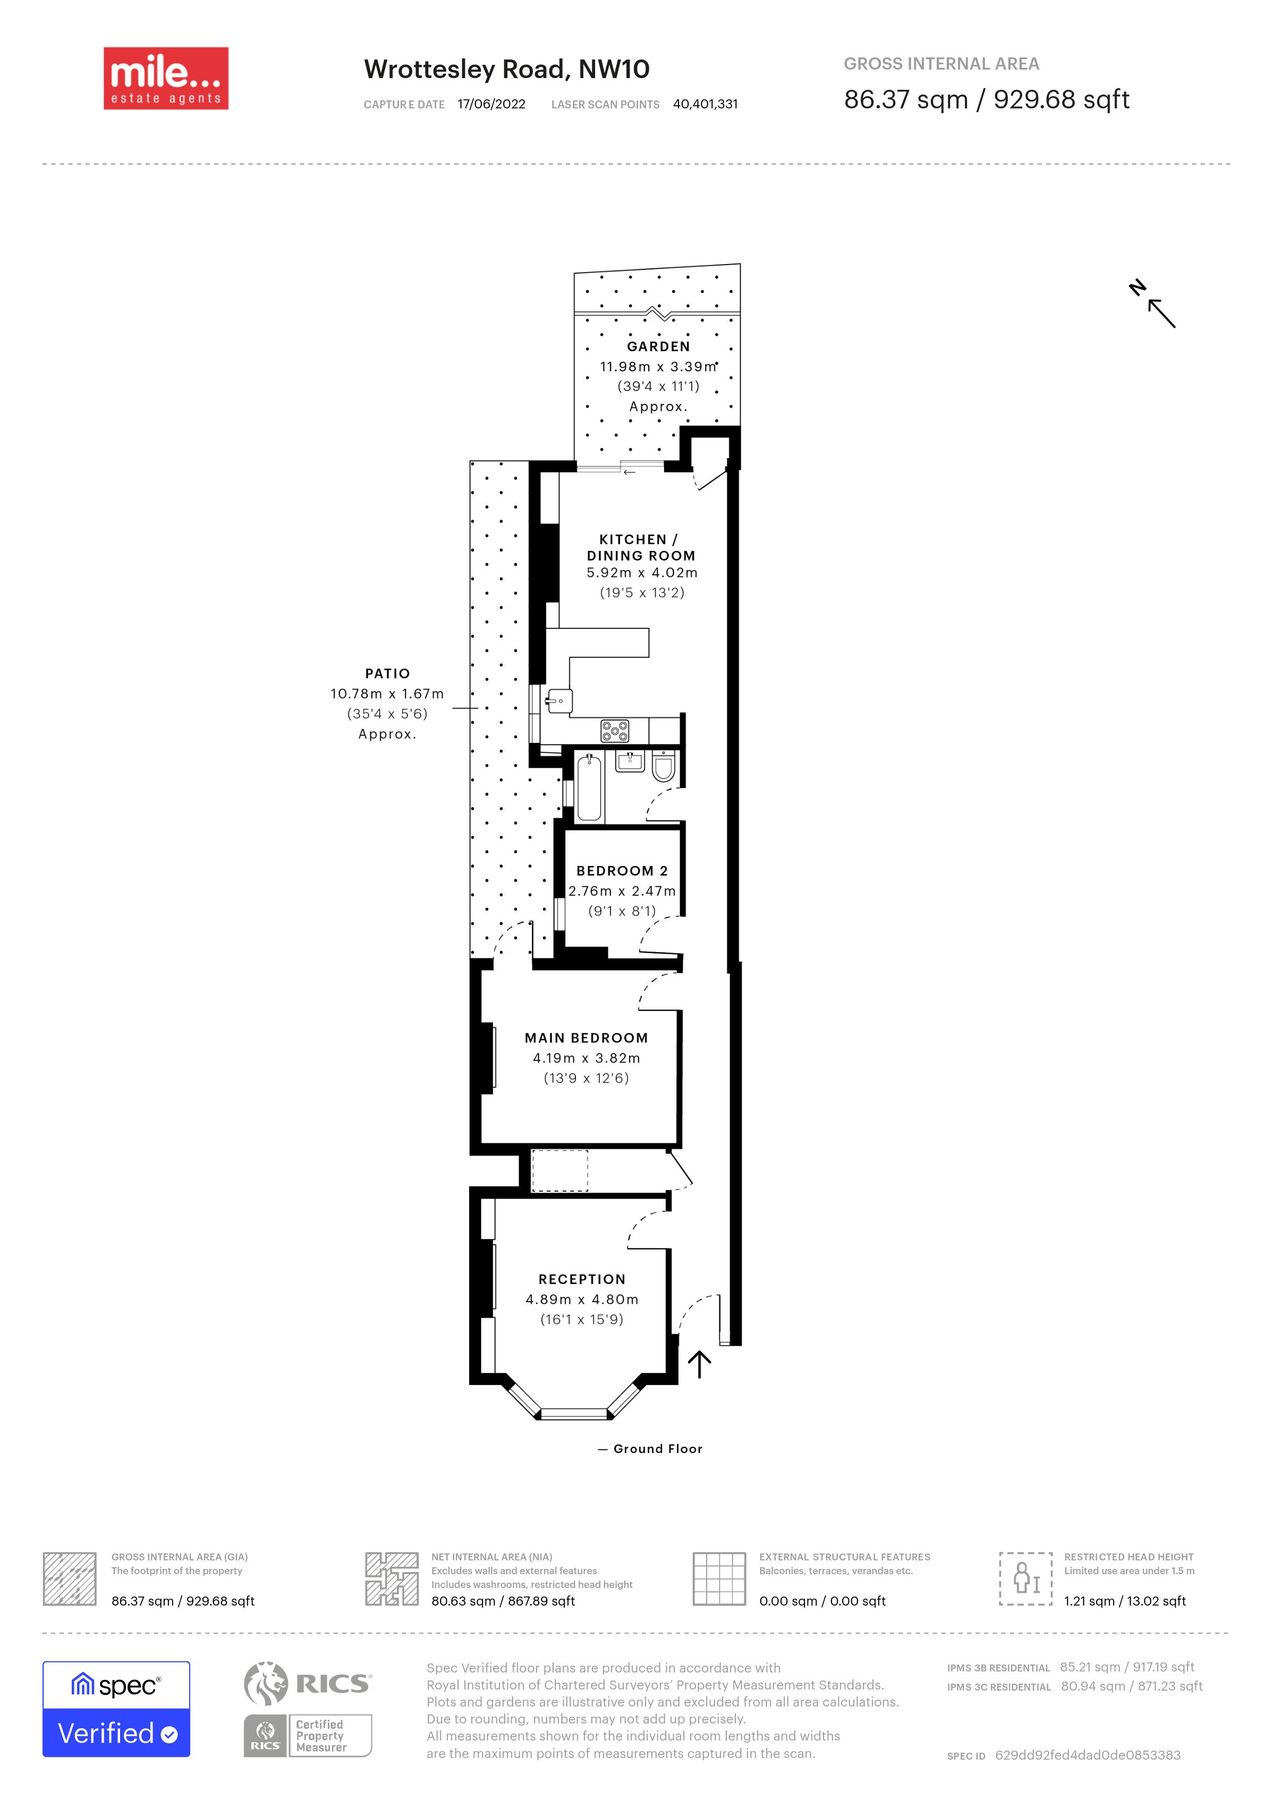 mile...
estate agents
Wrottesley Road, NW10
CAPTURE DATE 17/06/2022 LASER SCAN POINTS 40,401,331
GROSS INTERNAL AREA
86.37 sqm / 929.68 sqft
N
GARDEN
11.98m x 3.39m
(39'4 x 11'1)
Approx.
KITCHEN /
DINING ROOM
5.92m x 4.02m
(19'5 x 13'2)
PATIO
10.78m x 1.67m
(35'4 x 5'6)
Approx.
BEDROOM 2
2.76m x 2.47m
(9'1 x 8'1)
MAIN BEDROOM
4.19m x 3.82m
(13'9 x 12'6)
RECEPTION
4.89m x 4.80m
(16'1 x 15'9)
— Ground Floor
GROSS INTERNAL AREA (GIA)
The footprint of the property
86.37 sqm / 929.68 sqft
NET INTERNAL AREA (NIA)
Excludes walls and external features
Includes washrooms, restricted head height
80.63 sqm / 867.89 sqft
EXTERNAL STRUCTURAL FEATURES
Balconies, terraces, verandas etc.
0.00 sqm / 0.00 sqft
RESTRICTED HEAD HEIGHT
Limited use area under 1.5 m
1.21 sqm / 13.02 sqft
spec®
Verified
RICS®
RICS
Certified
Property
Measurer
Spec Verified floor plans are produced in accordance with
Royal Institution of Chartered Surveyors' Property Measurement Standards.
Plots and gardens are illustrative only and excluded from all area calculations.
Due to rounding, numbers may not add up precisely.
All measurements shown for the individual room lengths and widths
are the maximum points of measurements captured in the scan.
IPMS 3B RESIDENTIAL 85.21 sqm / 917.19 sqft
IPMS 3C RESIDENTIAL 80.94 sqm / 871.23 sqft
SPEC ID 629dd92fed4dad0de0853383